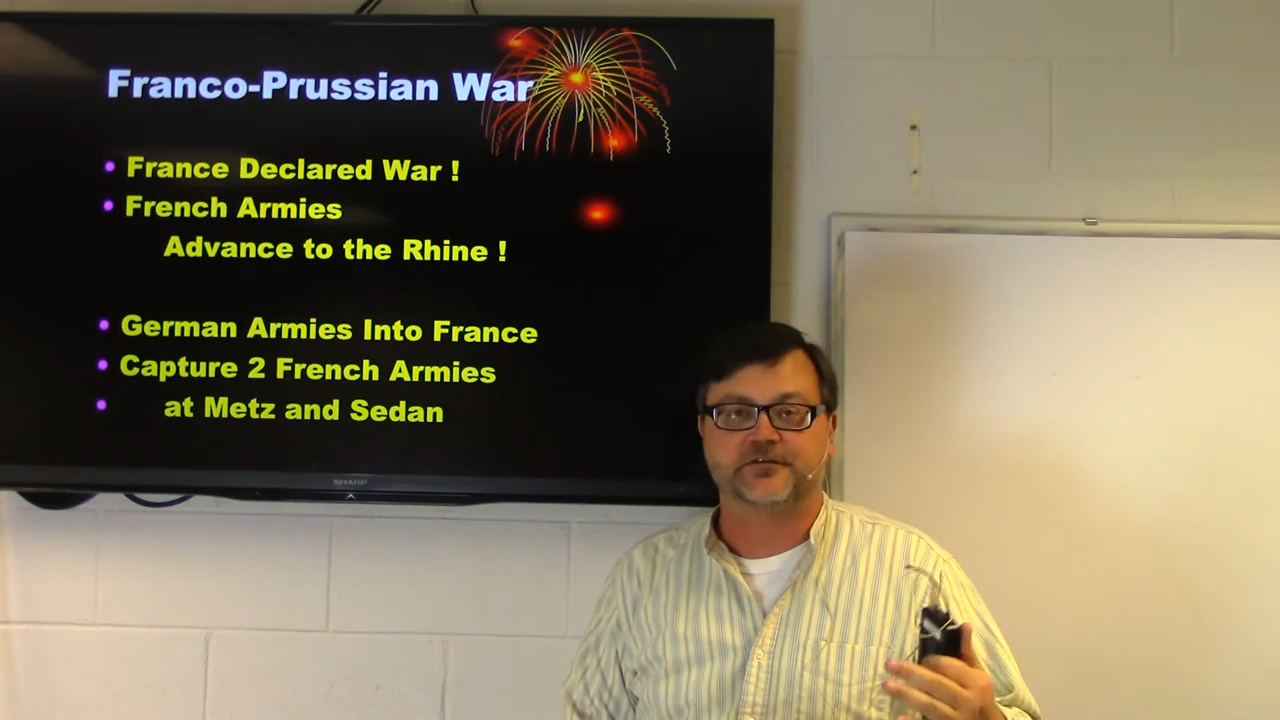 Franco-Prussian War
• France Declared War !
• French Armies
Advance to the Rhine !
• German Armies Into France
• Capture 2 French Armies
• at Metz and Sedan
SHARP